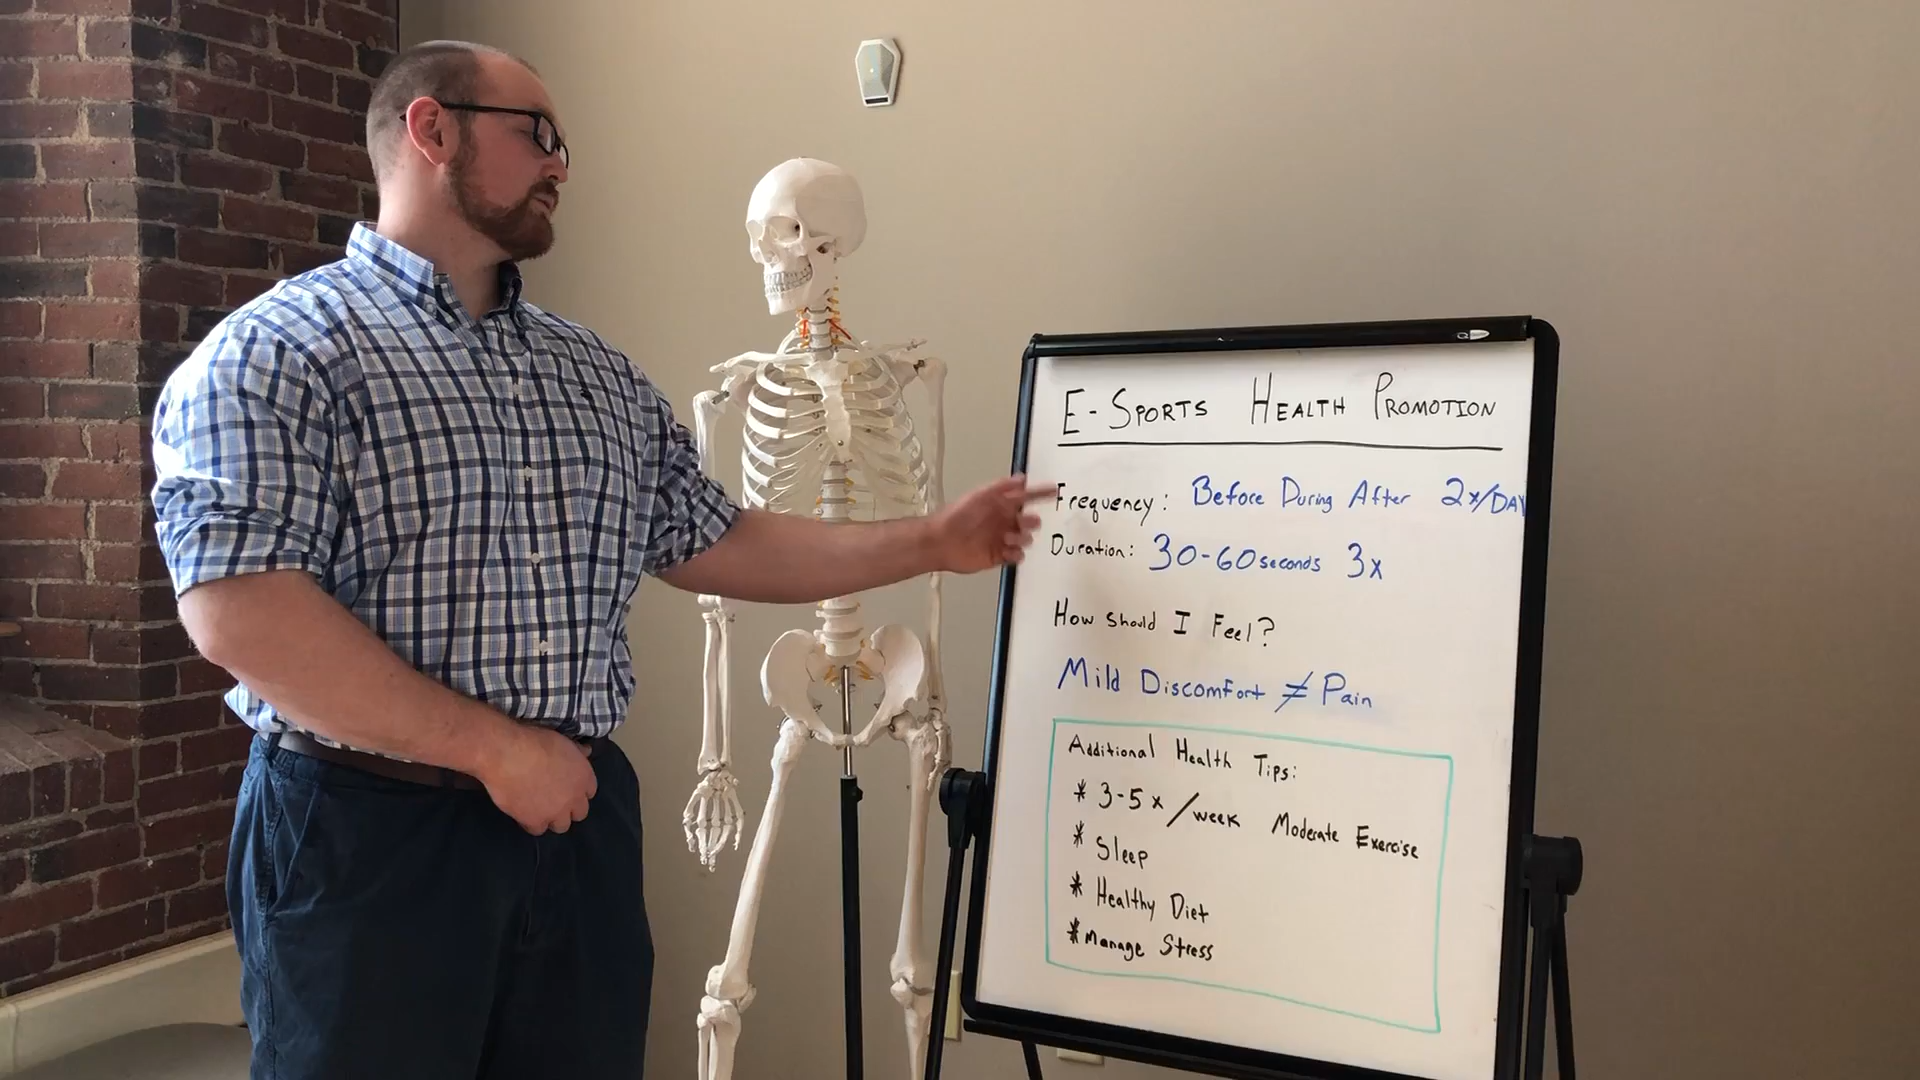 E-SPORTS HEALTH PROMOTION
Frequency: Before During After 2x/DAY
Duration: 30-60 seconds 3x
How should I Feel?
Mild Discomfort ≠ Pain
Additional Health Tips:
* 3-5x/week Moderate Exercise
* Sleep
* Healthy Diet
* Manage Stress